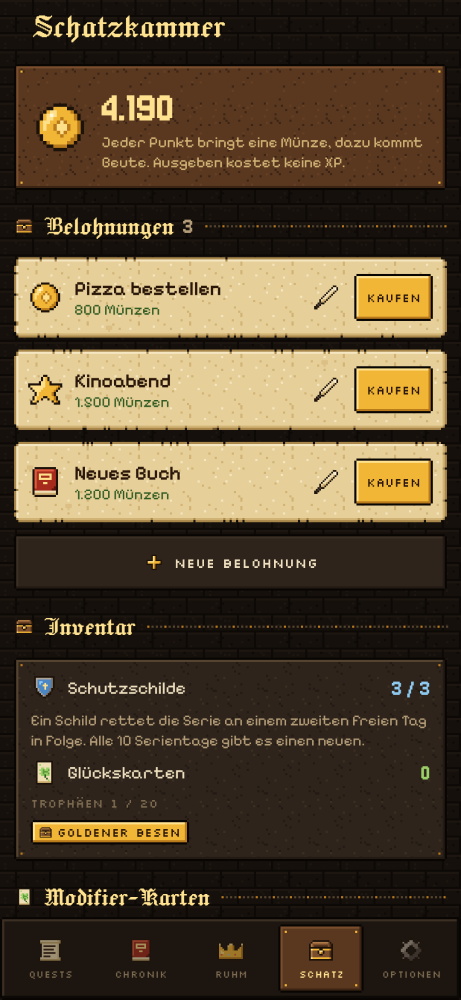 Schatzkammer
4.190
Jeder Punkt bringt eine Münze, dazu kommt
Beute. Ausgeben kostet keine XP.
Belohnungen 3
Pizza bestellen
800 Münzen
KAUFEN
Kinoabend
1.800 Münzen
KAUFEN
Neues Buch
1.200 Münzen
KAUFEN
+ NEUE BELOHNUNG
Inventar
Schutzschilde 3 / 3
Ein Schild rettet die Serie an einem zweiten freien Tag
in Folge. Alle 10 Serientage gibt es einen neuen.
Glückskarten 0
TROPHÄEN 1 / 20
GOLDENER BESEN
Modifier-Karten
QUESTS CHRONIK RUHM SCHATZ OPTIONEN